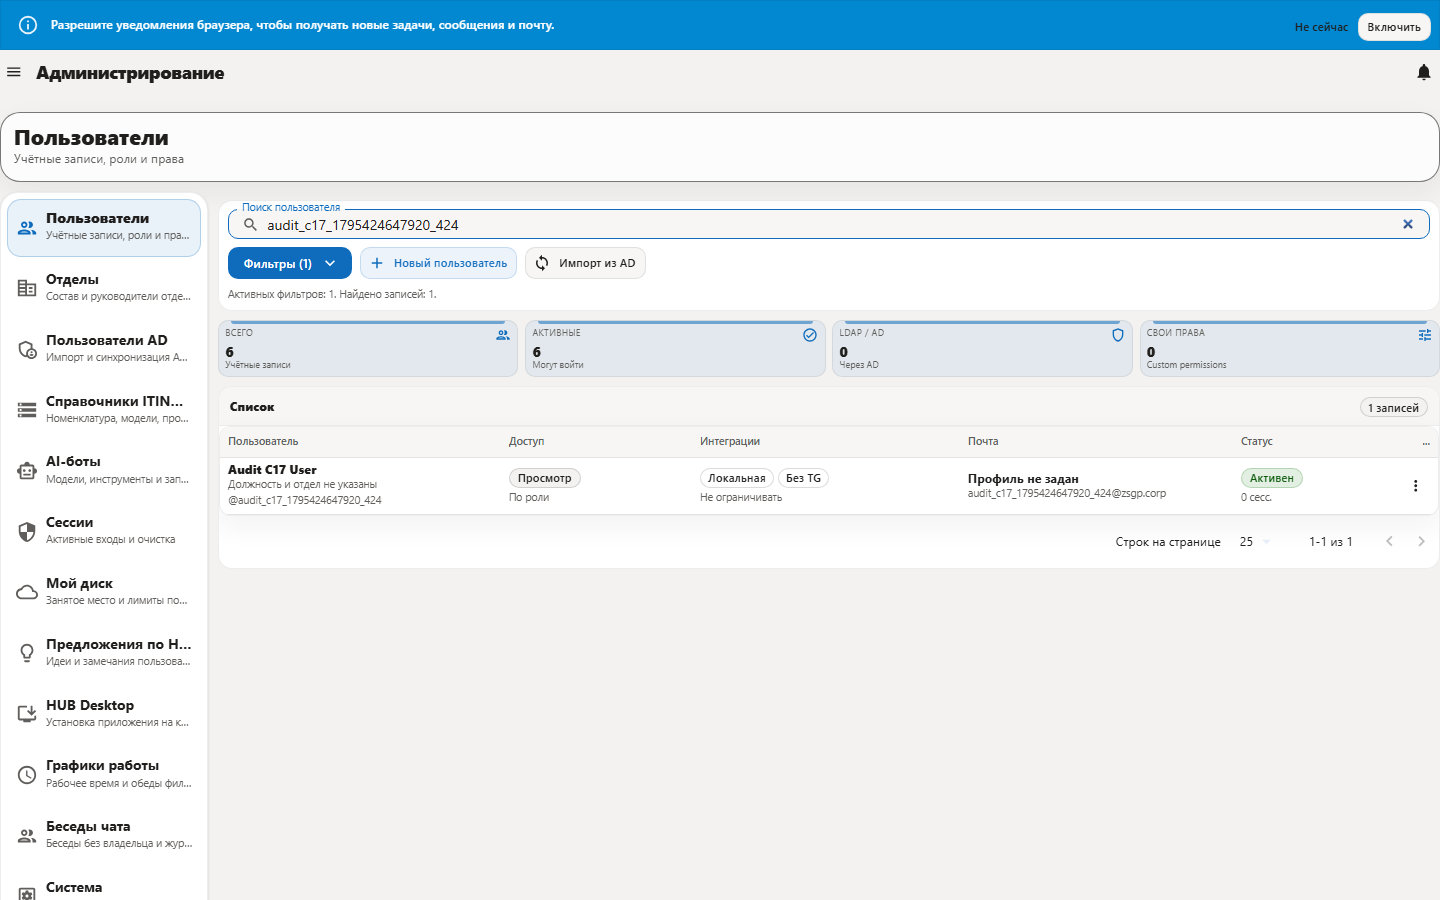 Разрешите уведомления браузера, чтобы получать новые задачи, сообщения и почту.
Не сейчас
Включить
Администрирование
Пользователи
Учётные записи, роли и права
Пользователи
Учётные записи, роли и пра...
Отделы
Состав и руководители отде...
Пользователи AD
Импорт и синхронизация A...
Справочники ITIN...
Номенклатура, модели, про...
AI-боты
Модели, инструменты и зап...
Сессии
Активные входы и очистка
Мой диск
Занятое место и лимиты по...
Предложения по H...
Идеи и замечания пользова...
HUB Desktop
Установка приложения на к...
Графики работы
Рабочее время и обеды фил...
Беседы чата
Беседы без владельца и жур...
Система
Поиск пользователя
audit_c17_1795424647920_424
Фильтры (1)
Новый пользователь
Импорт из AD
Активных фильтров: 1. Найдено записей: 1.
ВСЕГО
6
Учётные записи
АКТИВНЫЕ
6
Могут войти
LDAP / AD
0
Через AD
СВОИ ПРАВА
0
Custom permissions
Список
1 записей
Пользователь
Доступ
Интеграции
Почта
Статус
...
Audit C17 User
Должность и отдел не указаны
@audit_c17_1795424647920_424
Просмотр
По роли
Локальная
Без TG
Не ограничивать
Профиль не задан
audit_c17_1795424647920_424@zsgp.corp
Активен
0 сесс.
Строк на странице
25
1-1 из 1